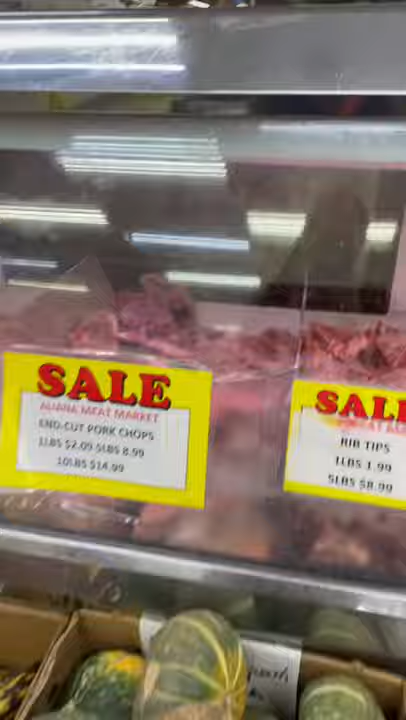 SALE
ALIANA MEAT MARKET
END-CUT PORK CHOPS
1LBS $2.09 5LBS 8.99
10LBS $14.99
SALE
RIB TIPS
1LBS 1.99
5LBS $8.99